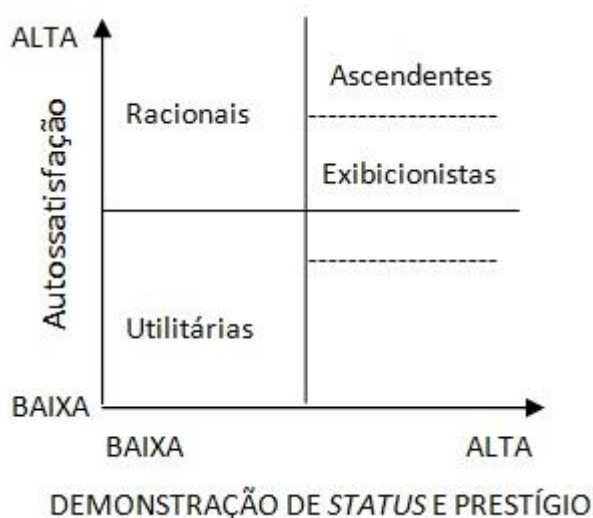 ALTA
Autossatisfação
Racionais
Ascendentes
Exibicionistas
Utilitárias
BAIXA
BAIXA
ALTA
DEMONSTRAÇÃO DE STATUS E PRESTÍGIO